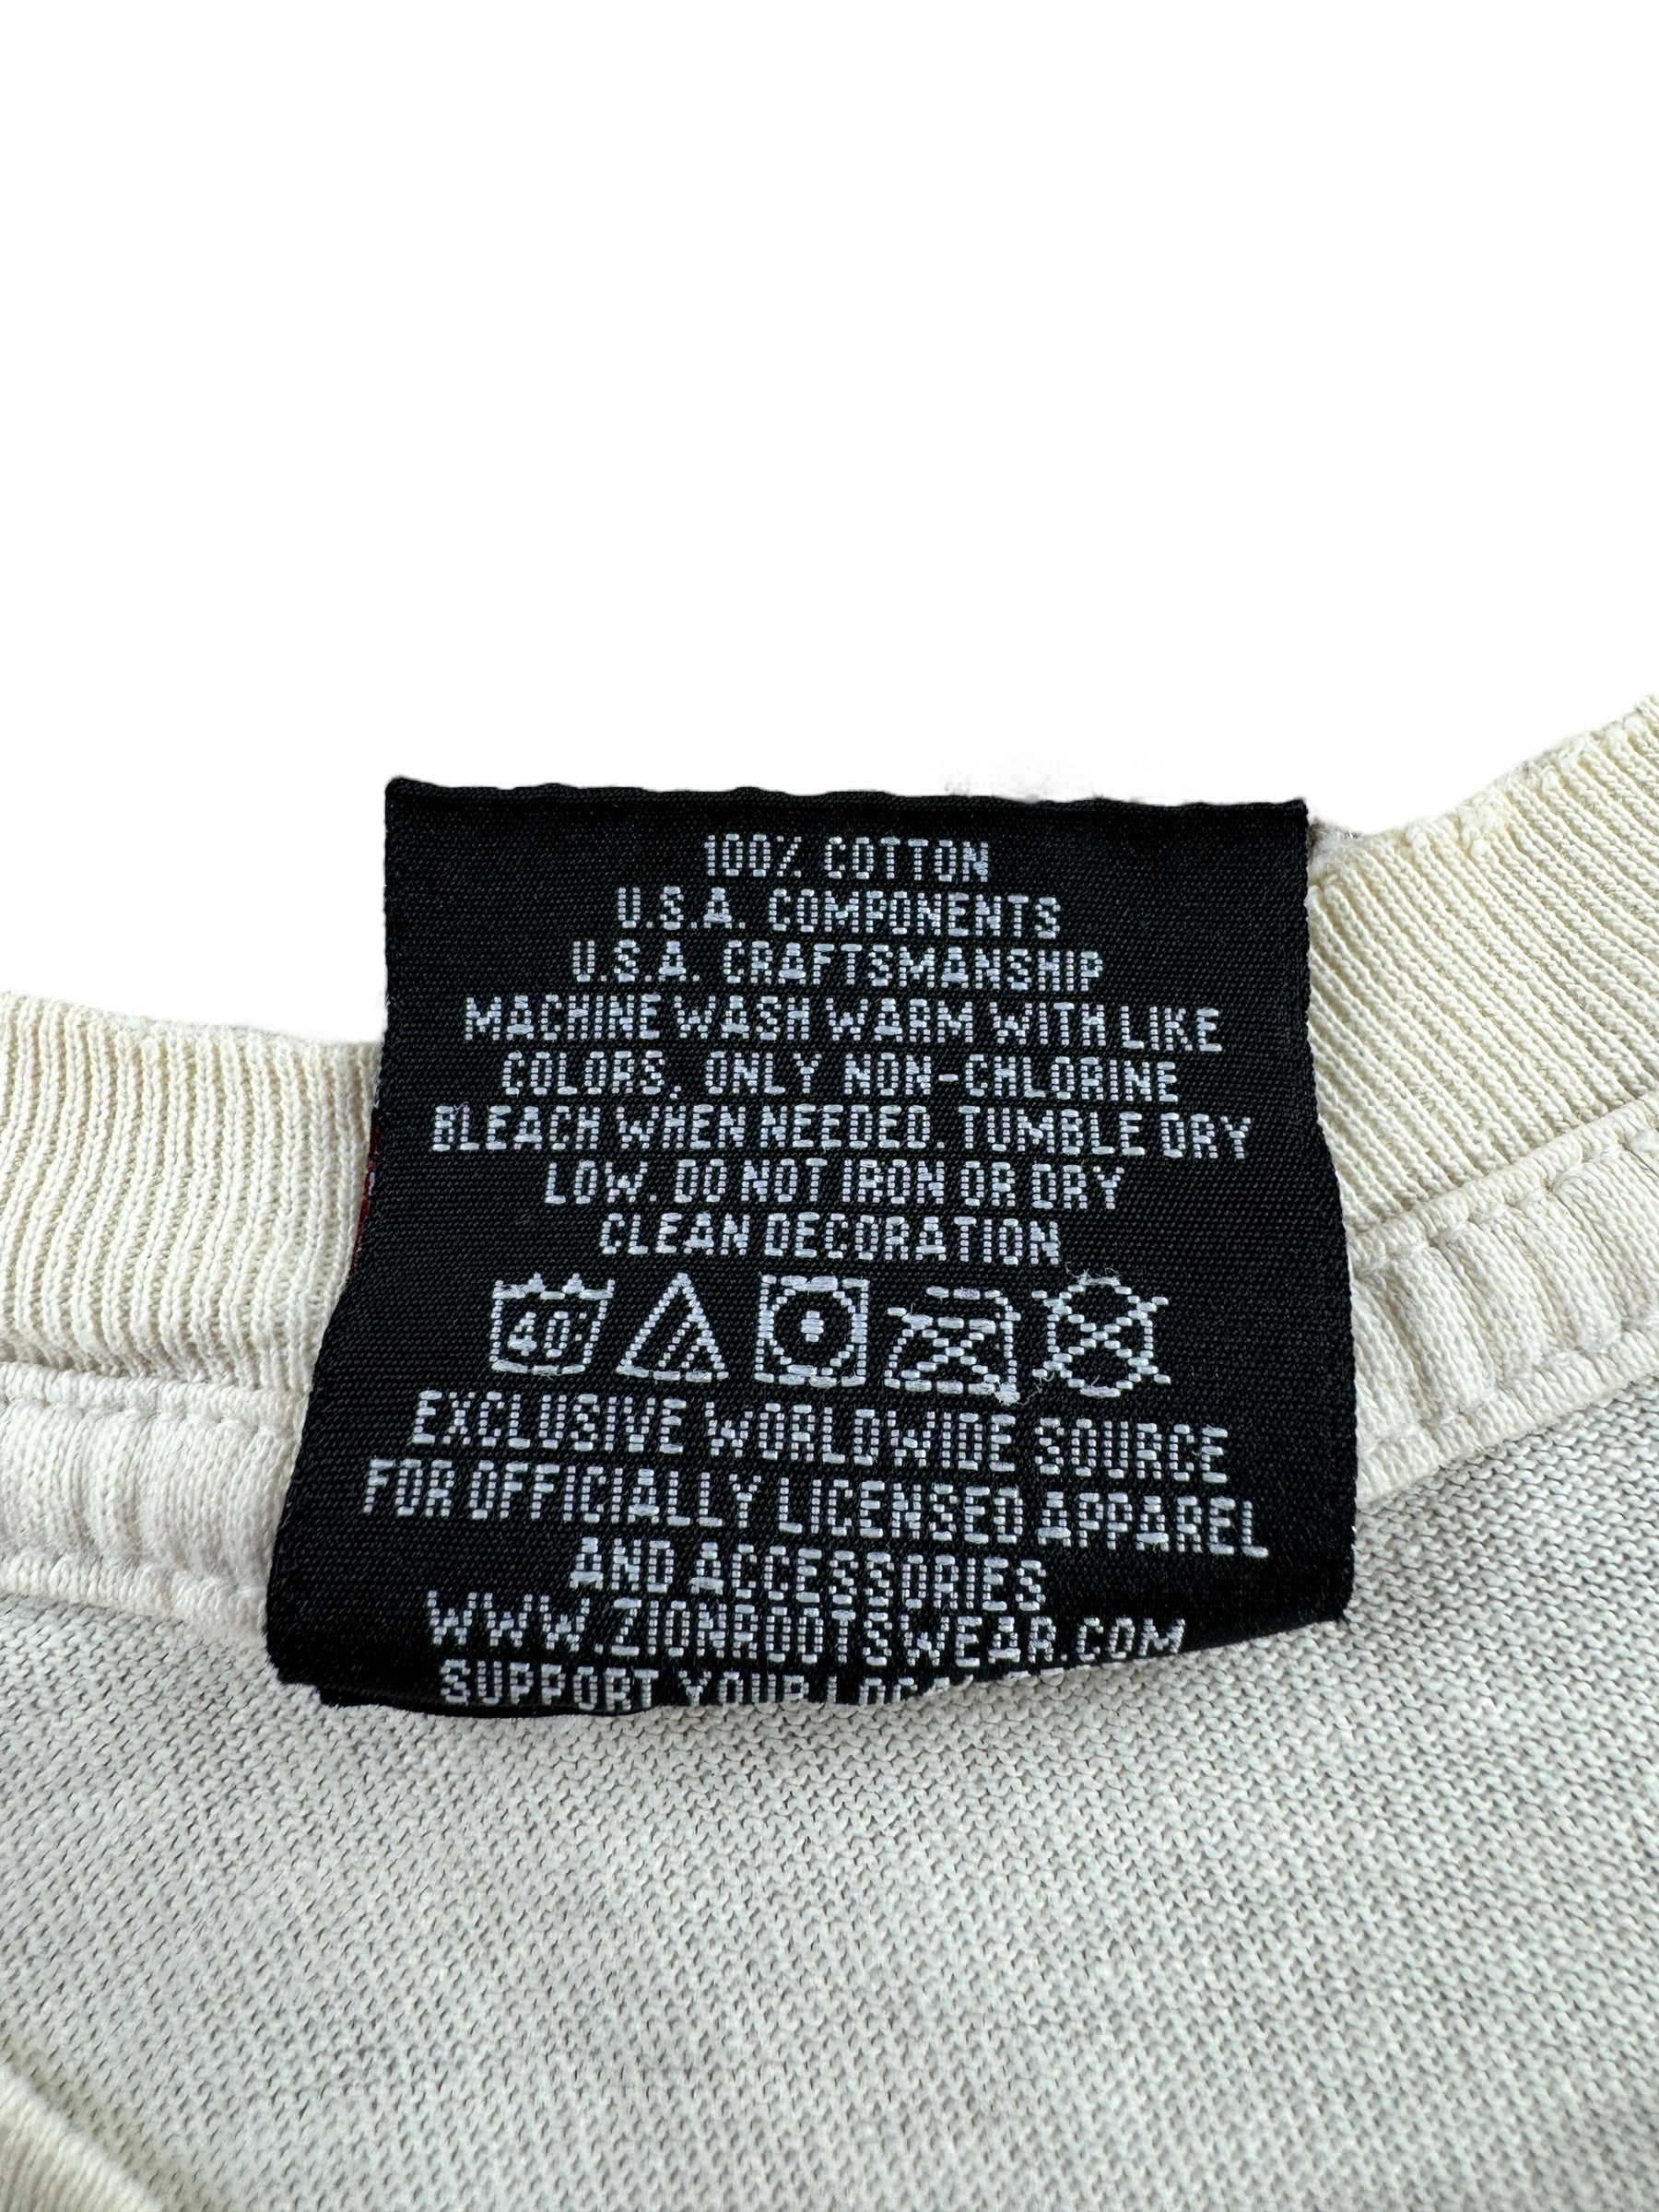 100% COTTON
U.S.A. COMPONENTS
U.S.A. CRAFTSMANSHIP
MACHINE WASH WARM WITH LIKE
COLORS, ONLY NON-CHLORINE
BLEACH WHEN NEEDED. TUMBLE DRY
LOW. DO NOT IRON OR DRY
CLEAN DECORATION
40°
EXCLUSIVE WORLDWIDE SOURCE
FOR OFFICIALLY LICENSED APPAREL
AND ACCESSORIES
WWW.ZIONROOTSWEAR.COM
SUPPORT YOUR